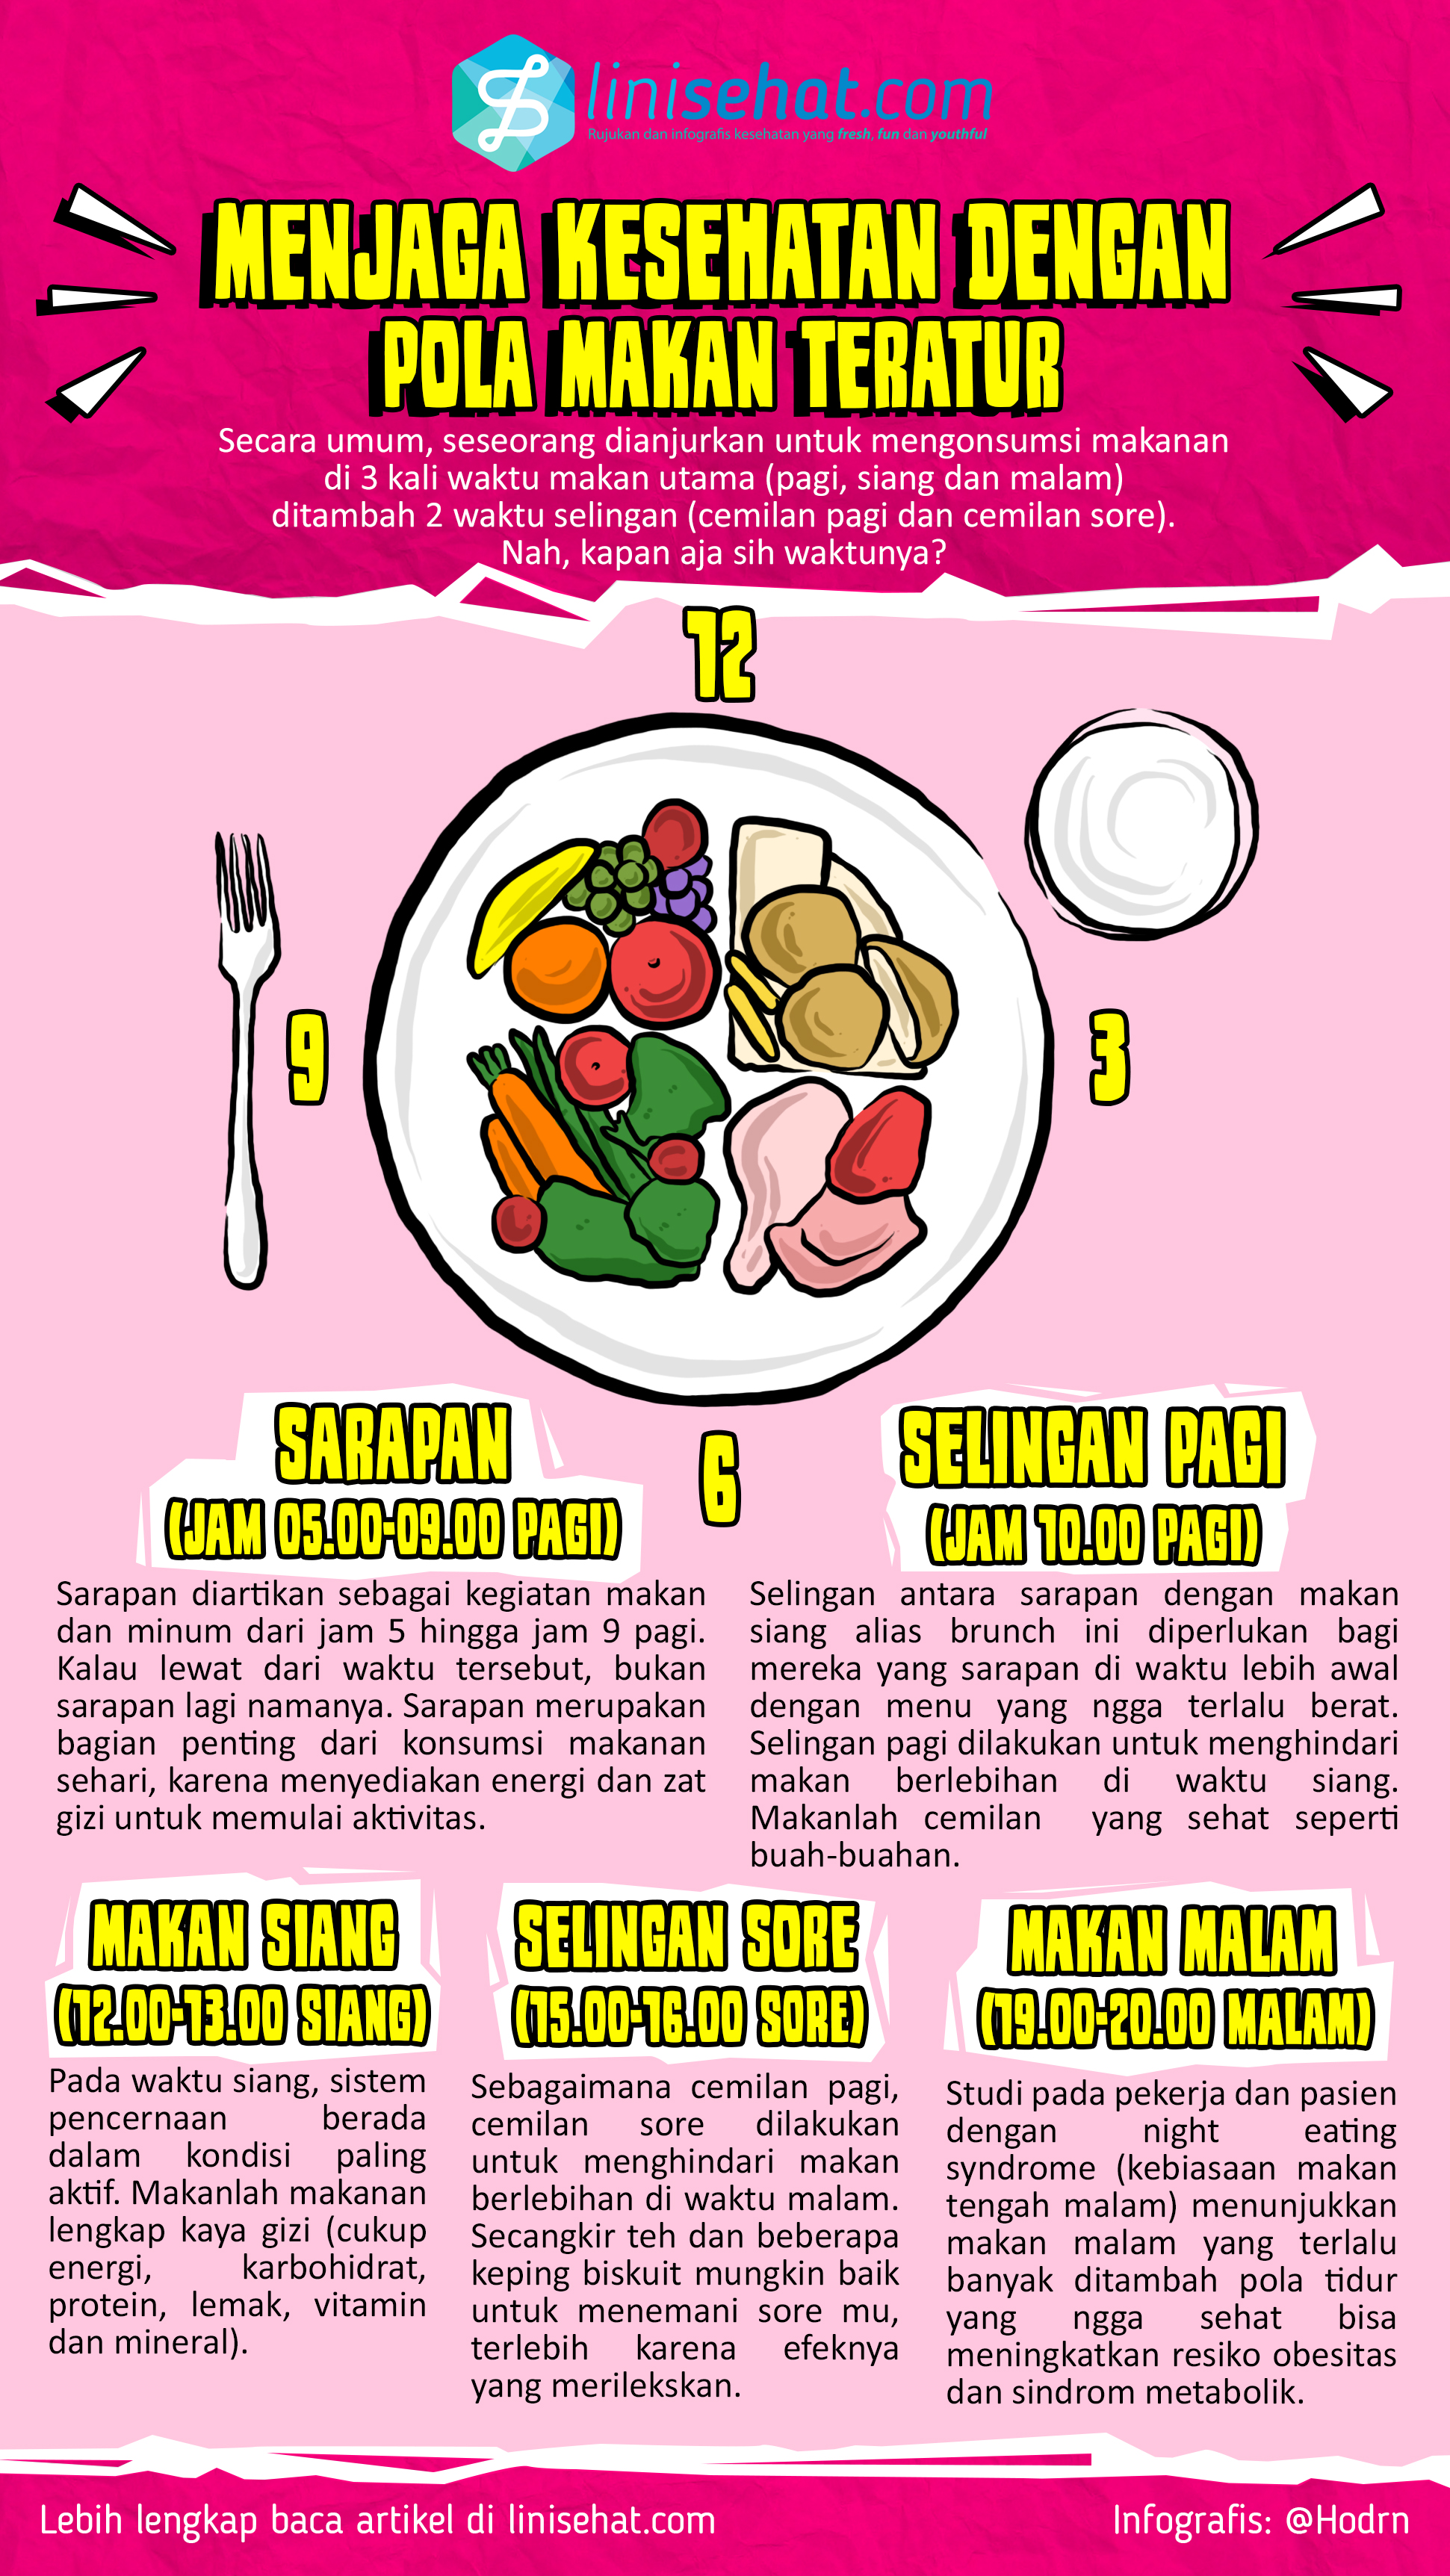 linisehat.com
Rujukan dan infografis kesehatan yang fresh, fun dan youthful
MENJAGA KESEHATAN DENGAN
POLA MAKAN TERATUR
Secara umum, seseorang dianjurkan untuk mengonsumsi makanan
di 3 kali waktu makan utama (pagi, siang dan malam)
ditambah 2 waktu selingan (cemilan pagi dan cemilan sore).
Nah, kapan aja sih waktunya?
12
9
3
6
SARAPAN
(JAM 05.00-09.00 PAGI)
Sarapan diartikan sebagai kegiatan makan
dan minum dari jam 5 hingga jam 9 pagi.
Kalau lewat dari waktu tersebut, bukan
sarapan lagi namanya. Sarapan merupakan
bagian penting dari konsumsi makanan
sehari, karena menyediakan energi dan zat
gizi untuk memulai aktivitas.
SELINGAN PAGI
(JAM 10.00 PAGI)
Selingan antara sarapan dengan makan
siang alias brunch ini diperlukan bagi
mereka yang sarapan di waktu lebih awal
dengan menu yang ngga terlalu berat.
Selingan pagi dilakukan untuk menghindari
makan berlebihan di waktu siang.
Makanlah cemilan yang sehat seperti
buah-buahan.
MAKAN SIANG
(12.00-13.00 SIANG)
Pada waktu siang, sistem
pencernaan berada
dalam kondisi paling
aktif. Makanlah makanan
lengkap kaya gizi (cukup
energi, karbohidrat,
protein, lemak, vitamin
dan mineral).
SELINGAN SORE
(15.00-16.00 SORE)
Sebagaimana cemilan pagi,
cemilan sore dilakukan
untuk menghindari makan
berlebihan di waktu malam.
Secangkir teh dan beberapa
keping biskuit mungkin baik
untuk menemani sore mu,
terlebih karena efeknya
yang merilekskan.
MAKAN MALAM
(19.00-20.00 MALAM)
Studi pada pekerja dan pasien
dengan night eating
syndrome (kebiasaan makan
tengah malam) menunjukkan
makan malam yang terlalu
banyak ditambah pola tidur
yang ngga sehat bisa
meningkatkan resiko obesitas
dan sindrom metabolik.
Lebih lengkap baca artikel di linisehat.com
Infografis: @Hodrn